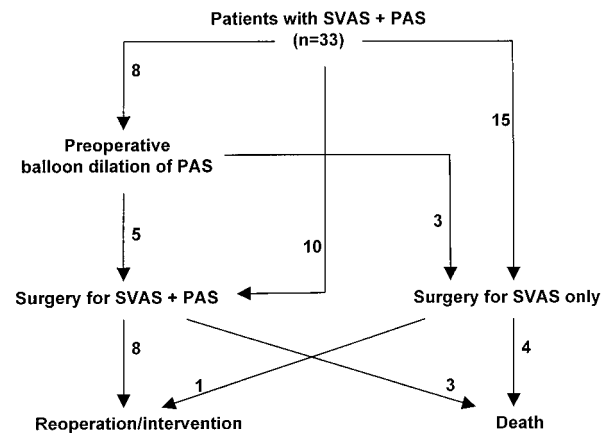 Patients with SVAS + PAS
(n=33)
8
15
Preoperative
balloon dilation of PAS
3
5
10
Surgery for SVAS + PAS
Surgery for SVAS only
8
4
1
3
Reoperation/intervention
Death